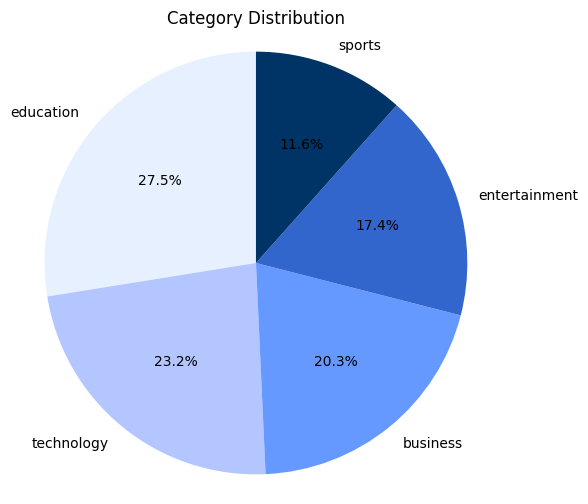 Category Distribution
sports
education
11.6%
27.5%
entertainment
17.4%
23.2%
20.3%
technology
business